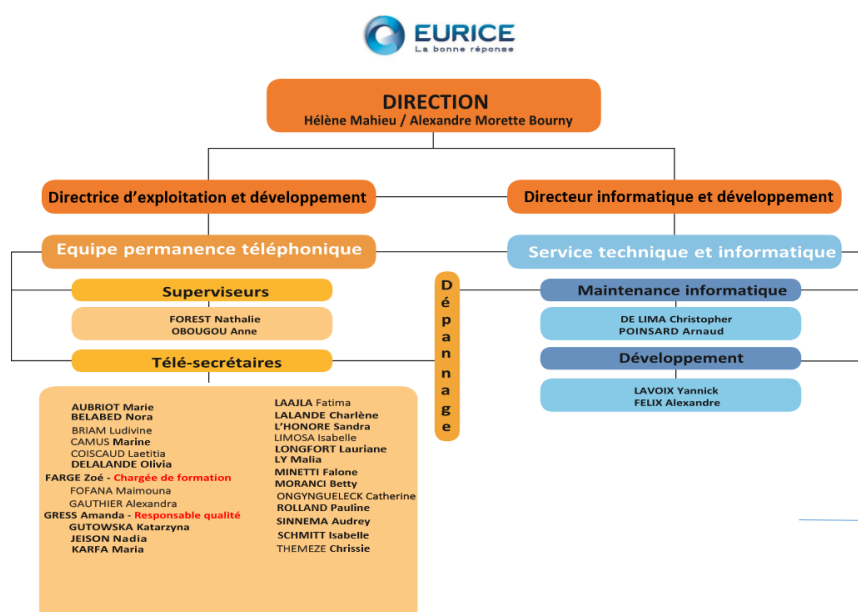 EURICE
La bonne réponse
DIRECTION
Hélène Mahieu / Alexandre Morette Bourny
Directrice d'exploitation et développement
Directeur informatique et développement
Equipe permanence téléphonique
Service technique et informatique
Superviseurs
FOREST Nathalie
OBOUGOU Anne
Télé-secrétaires
AUBRIOT Marie
BELABED Nora
BRIAM Ludivine
CAMUS Marine
COISCAUD Laetitia
DELALANDE Olivia
FARGE Zoé - Chargée de formation
FOFANA Maimouna
GAUTHIER Alexandra
GRESS Amanda - Responsable qualité
GUTOWSKA Katarzyna
JEISON Nadia
KARFA Maria
LAAJLA Fatima
LALANDE Charlène
L'HONORE Sandra
LIMOSA Isabelle
LONGFORT Lauriane
LY Malia
MINETTI Falone
MORANCI Betty
ONGYNGUELECK Catherine
ROLLAND Pauline
SINNEMA Audrey
SCHMITT Isabelle
THEMEZE Chrissie
Dépannage
Maintenance informatique
DE LIMA Christopher
POINSARD Arnaud
Développement
LAVOIX Yannick
FELIX Alexandre